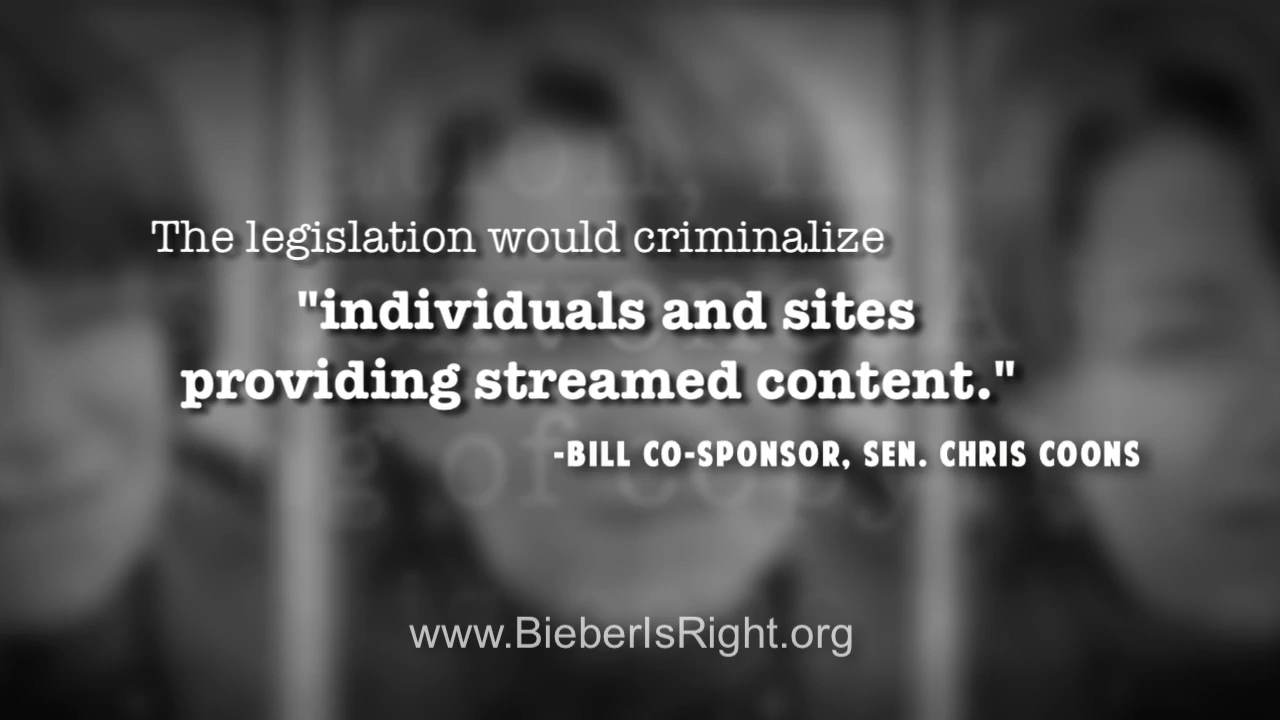 The legislation would criminalize
"individuals and sites
providing streamed content."
-BILL CO-SPONSOR, SEN. CHRIS COONS
www.BieberIsRight.org